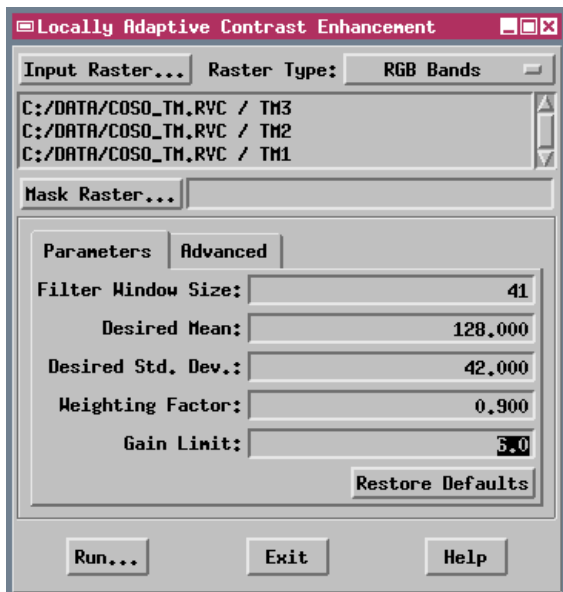 Locally Adaptive Contrast Enhancement
Input Raster... Raster Type: RGB Bands
C:/DATA/COSO_TM.RVC / TM3
C:/DATA/COSO_TM.RVC / TM2
C:/DATA/COSO_TM.RVC / TM1
Mask Raster...
Parameters Advanced
Filter Window Size: 41
Desired Mean: 128.000
Desired Std. Dev.: 42.000
Weighting Factor: 0.900
Gain Limit: 6.0
Restore Defaults
Run... Exit Help